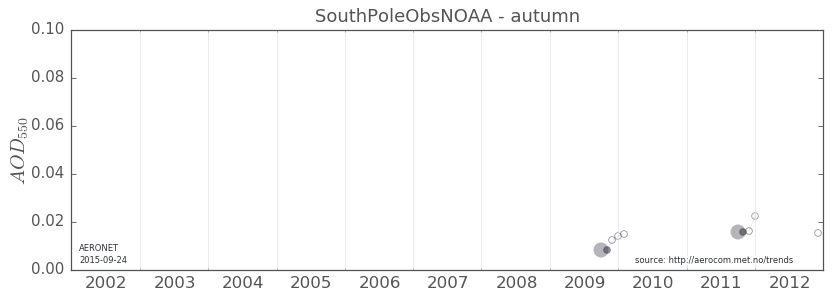 SouthPoleObsNOAA - autumn
0.10
0.08
0.06
0.04
0.02
0.00
AOD550
AERONET
2015-09-24
source: http://aerocom.met.no/trends
2002 2003 2004 2005 2006 2007 2008 2009 2010 2011 2012